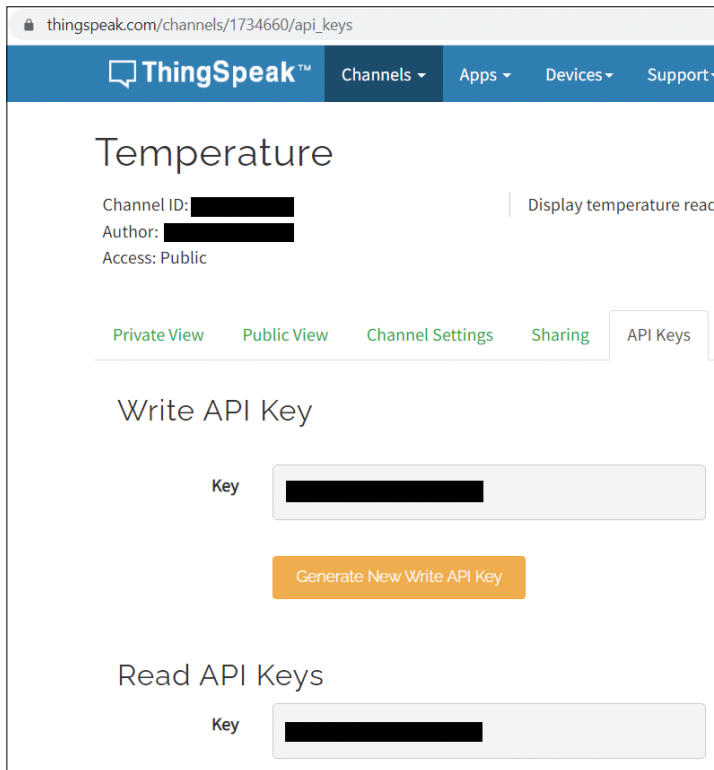 thingspeak.com/channels/1734660/api_keys
ThingSpeak™ Channels Apps Devices Support
Temperature
Channel ID:
Display temperature read
Author:
Access: Public
Private View Public View Channel Settings Sharing API Keys
Write API Key
Key
Generate New Write API Key
Read API Keys
Key